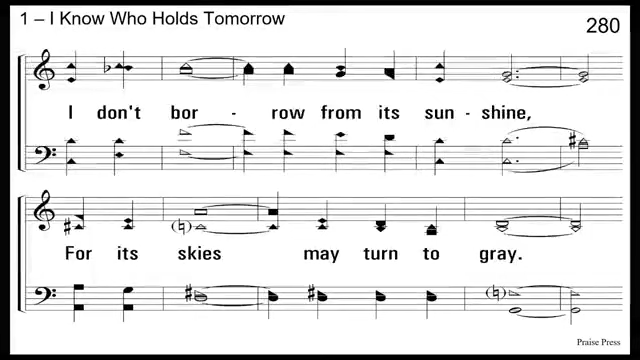 1 – I Know Who Holds Tomorrow
280
I don't bor - row from its sun - shine,
For its skies may turn to gray.
Praise Press